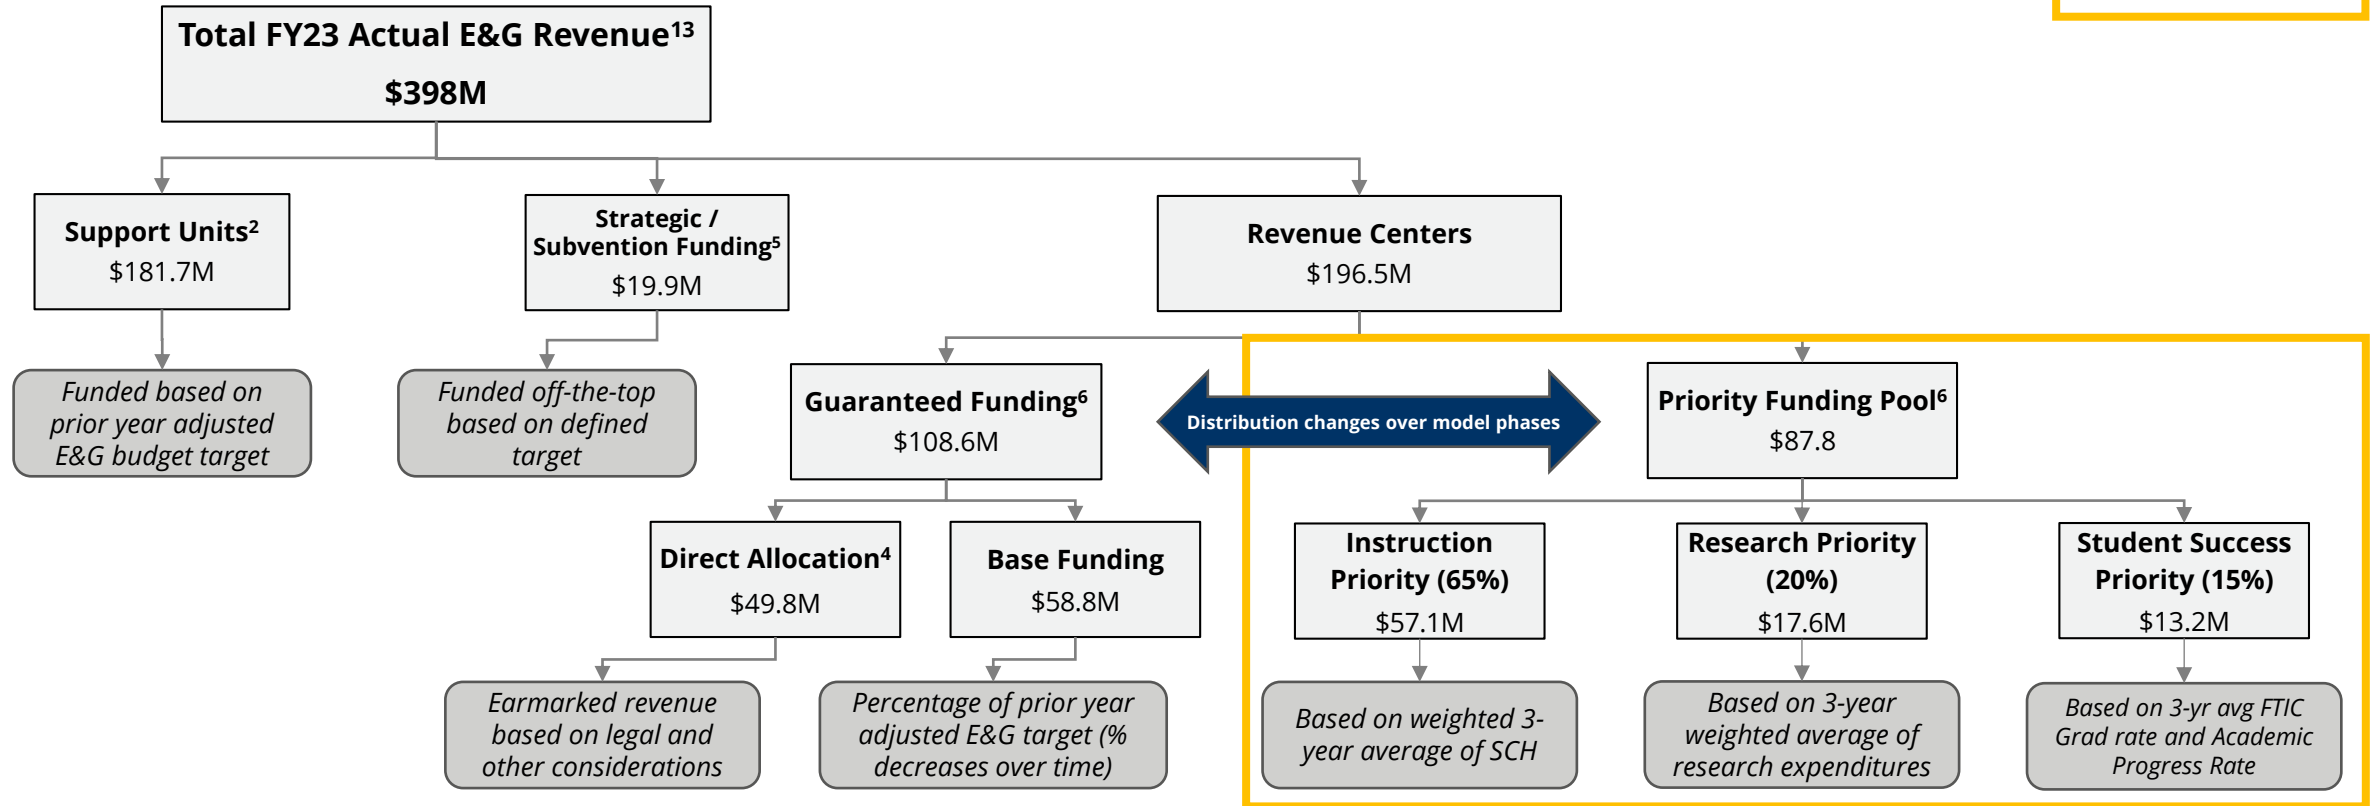 Total FY23 Actual E&G Revenue¹³
$398M
Support Units²
$181.7M
Strategic /
Subvention Funding⁵
$19.9M
Revenue Centers
$196.5M
Funded based on
prior year adjusted
E&G budget target
Funded off-the-top
based on defined
target
Guaranteed Funding⁶
$108.6M
Distribution changes over model phases
Priority Funding Pool⁶
$87.8
Direct Allocation⁴
$49.8M
Base Funding
$58.8M
Instruction
Priority (65%)
$57.1M
Research Priority
(20%)
$17.6M
Student Success
Priority (15%)
$13.2M
Earmarked revenue
based on legal and
other considerations
Percentage of prior year
adjusted E&G target (%
decreases over time)
Based on weighted 3-
year average of SCH
Based on 3-year
weighted average of
research expenditures
Based on 3-yr avg FTIC
Grad rate and Academic
Progress Rate